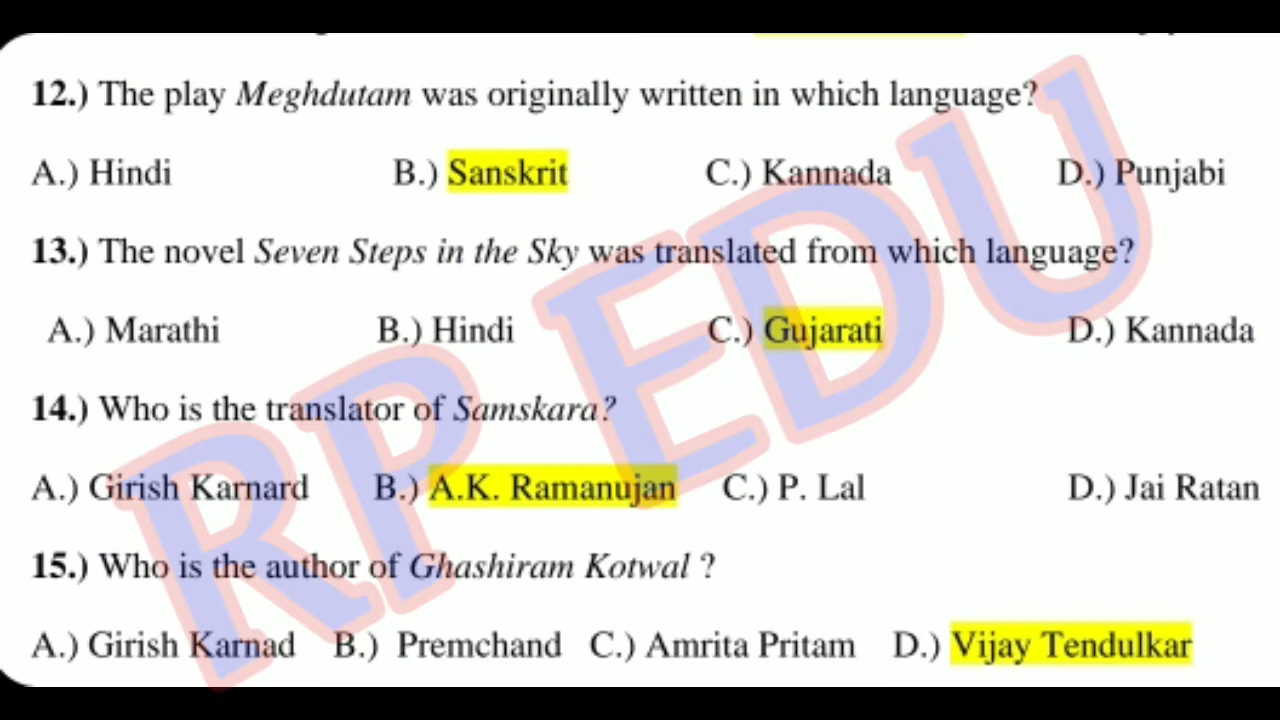 12.) The play Meghdutam was originally written in which language?
A.) Hindi B.) Sanskrit C.) Kannada D.) Punjabi
13.) The novel Seven Steps in the Sky was translated from which language?
A.) Marathi B.) Hindi C.) Gujarati D.) Kannada
14.) Who is the translator of Samskara?
A.) Girish Karnard B.) A.K. Ramanujan C.) P. Lal D.) Jai Ratan
15.) Who is the author of Ghashiram Kotwal ?
A.) Girish Karnad B.) Premchand C.) Amrita Pritam D.) Vijay Tendulkar
RP EDU